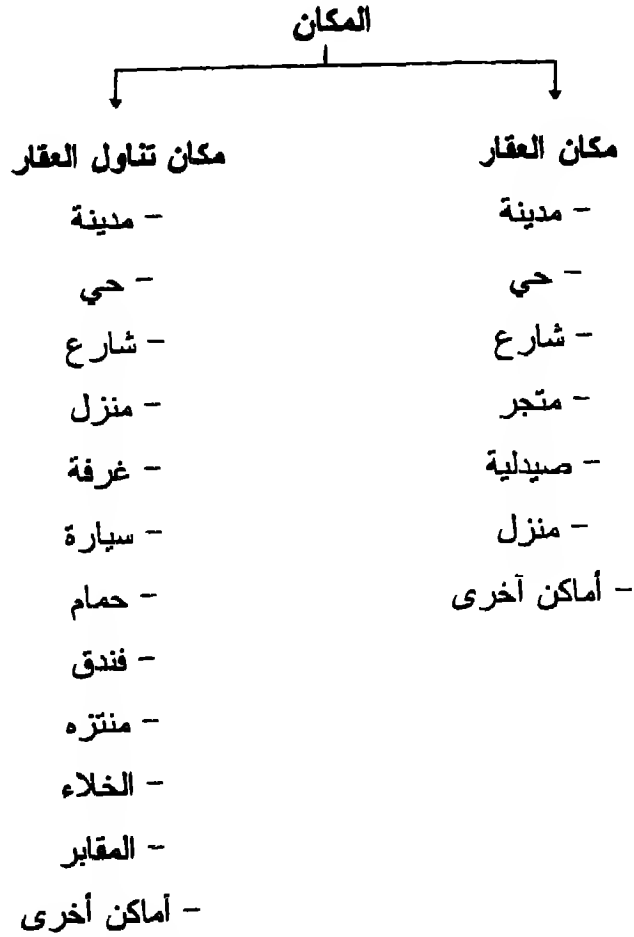 المكان
مكان العقار
- مدينة
- حي
- شارع
- متجر
- صيدلية
- منزل
- أماكن آخرى
مكان تناول العقار
- مدينة
- حي
- شارع
- منزل
- غرفة
- سيارة
- حمام
- فندق
- منتزه
- الخلاء
- المقابر
- أماكن أخرى